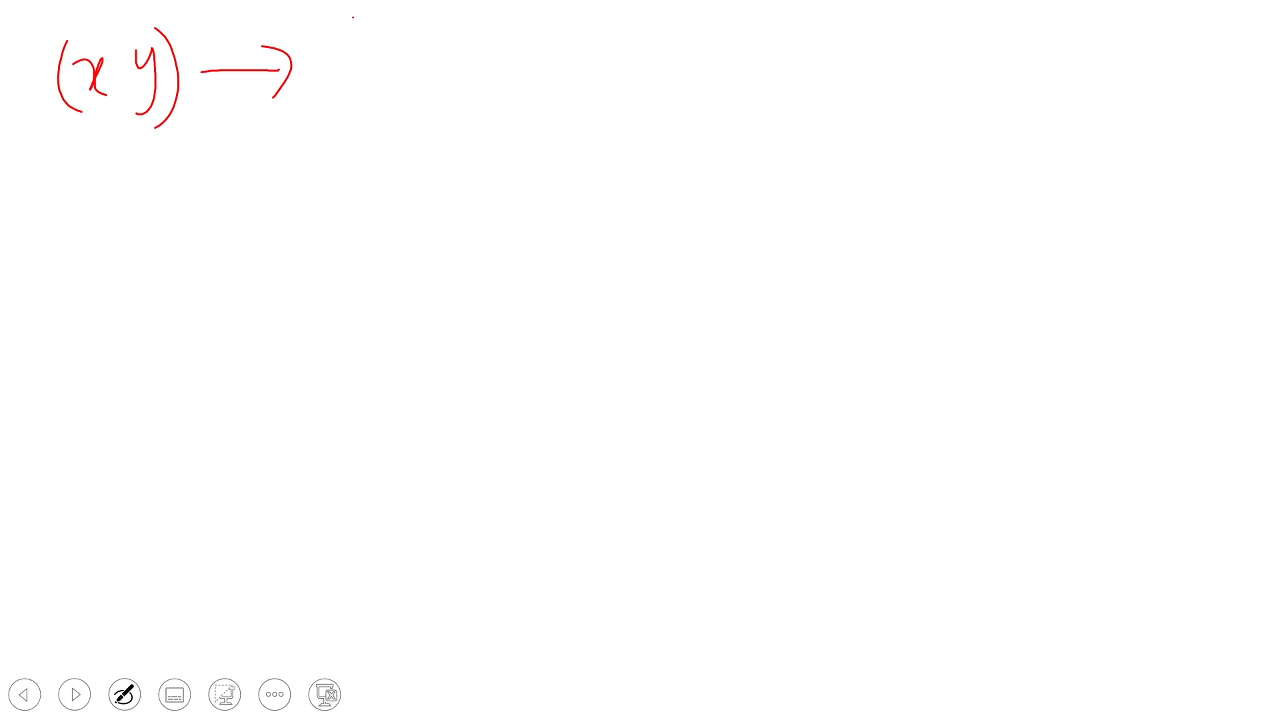 (x y) →